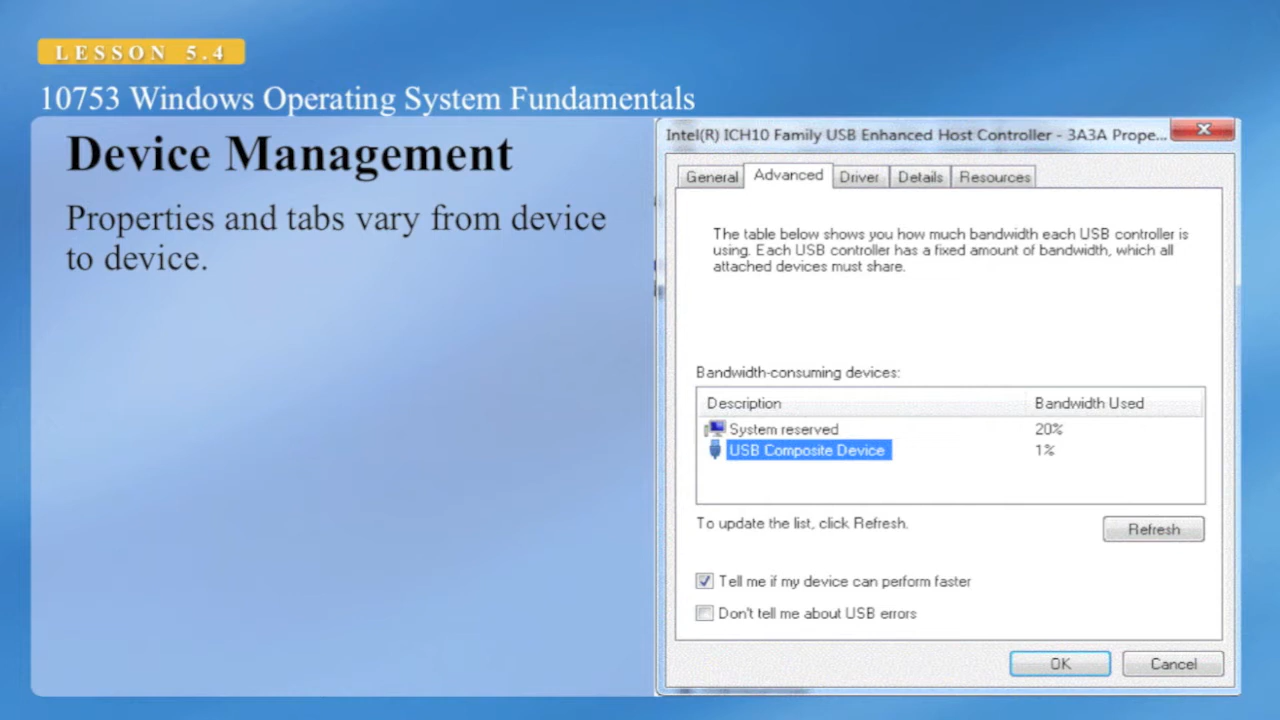 LESSON 5.4
10753 Windows Operating System Fundamentals
Device Management
Properties and tabs vary from device
to device.
Intel(R) ICH10 Family USB Enhanced Host Controller - 3A3A Prope...
General Advanced Driver Details Resources
The table below shows you how much bandwidth each USB controller is
using. Each USB controller has a fixed amount of bandwidth, which all
attached devices must share.
Bandwidth-consuming devices:
Description Bandwidth Used
System reserved 20%
USB Composite Device 1%
To update the list, click Refresh.
Refresh
Tell me if my device can perform faster
Don't tell me about USB errors
OK Cancel